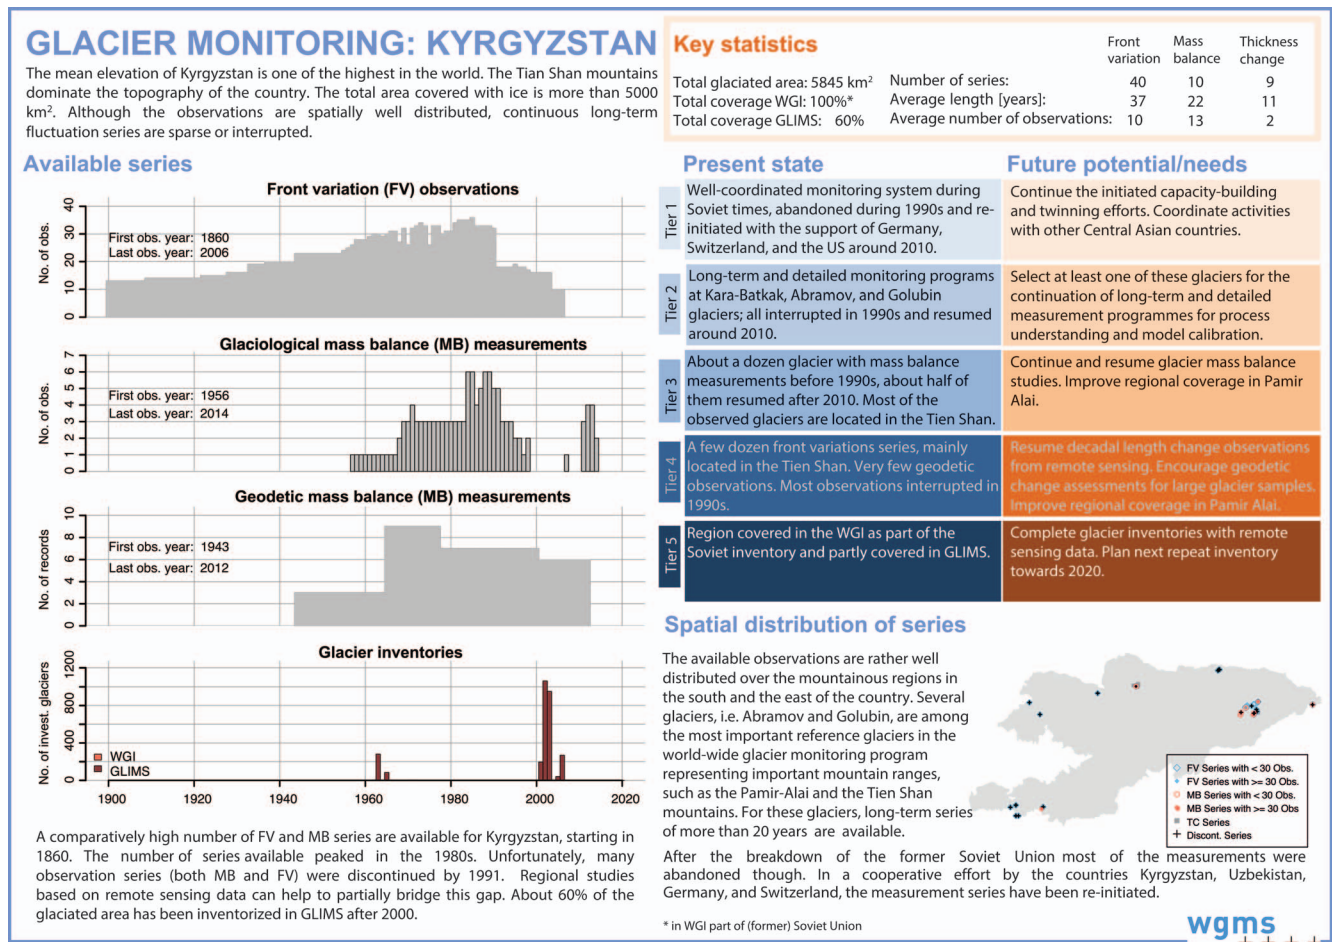 GLACIER MONITORING: KYRGYZSTAN
The mean elevation of Kyrgyzstan is one of the highest in the world. The Tian Shan mountains
dominate the topography of the country. The total area covered with ice is more than 5000
km². Although the observations are spatially well distributed, continuous long-term
fluctuation series are sparse or interrupted.
Key statistics
Total glaciated area: 5845 km²
Total coverage WGI: 100%*
Total coverage GLIMS: 60%
Front variation Mass balance Thickness change
Number of series: 40 10 9
Average length [years]: 37 22 11
Average number of observations: 10 13 2
Available series
Front variation (FV) observations
No. of obs.
40
30
20
10
0
First obs. year: 1860
Last obs. year: 2006
Glaciological mass balance (MB) measurements
No. of obs.
7
6
5
4
3
2
1
0
First obs. year: 1956
Last obs. year: 2014
Geodetic mass balance (MB) measurements
No. of records
10
8
6
4
2
0
First obs. year: 1943
Last obs. year: 2012
Glacier inventories
No. of invest. glaciers
1200
800
400
0
WGI
GLIMS
1900 1920 1940 1960 1980 2000 2020
A comparatively high number of FV and MB series are available for Kyrgyzstan, starting in
1860. The number of series available peaked in the 1980s. Unfortunately, many
observation series (both MB and FV) were discontinued by 1991. Regional studies
based on remote sensing data can help to partially bridge this gap. About 60% of the
glaciated area has been inventorized in GLIMS after 2000.
Present state
Future potential/needs
Tier 1
Well-coordinated monitoring system during
Soviet times, abandoned during 1990s and re-
initiated with the support of Germany,
Switzerland, and the US around 2010.
Continue the initiated capacity-building
and twinning efforts. Coordinate activities
with other Central Asian countries.
Tier 2
Long-term and detailed monitoring programs
at Kara-Batkak, Abramov, and Golubin
glaciers; all interrupted in 1990s and resumed
around 2010.
Select at least one of these glaciers for the
continuation of long-term and detailed
measurement programmes for process
understanding and model calibration.
Tier 3
About a dozen glacier with mass balance
measurements before 1990s, about half of
them resumed after 2010. Most of the
observed glaciers are located in the Tien Shan.
Continue and resume glacier mass balance
studies. Improve regional coverage in Pamir
Alai.
Tier 4
A few dozen front variations series, mainly
located in the Tien Shan. Very few geodetic
observations. Most observations interrupted in
1990s.
Resume decadal length change observations
from remote sensing. Encourage geodetic
change assessments for large glacier samples.
Improve regional coverage in Pamir Alai.
Tier 5
Region covered in the WGI as part of the
Soviet inventory and partly covered in GLIMS.
Complete glacier inventories with remote
sensing data. Plan next repeat inventory
towards 2020.
Spatial distribution of series
The available observations are rather well
distributed over the mountainous regions in
the south and the east of the country. Several
glaciers, i.e. Abramov and Golubin, are among
the most important reference glaciers in the
world-wide glacier monitoring program
representing important mountain ranges,
such as the Pamir-Alai and the Tien Shan
mountains. For these glaciers, long-term series
of more than 20 years are available.
FV Series with < 30 Obs.
FV Series with >= 30 Obs.
MB Series with < 30 Obs.
MB Series with >= 30 Obs
TC Series
Discont. Series
After the breakdown of the former Soviet Union most of the measurements were
abandoned though. In a cooperative effort by the countries Kyrgyzstan, Uzbekistan,
Germany, and Switzerland, the measurement series have been re-initiated.
* in WGI part of (former) Soviet Union
wgms